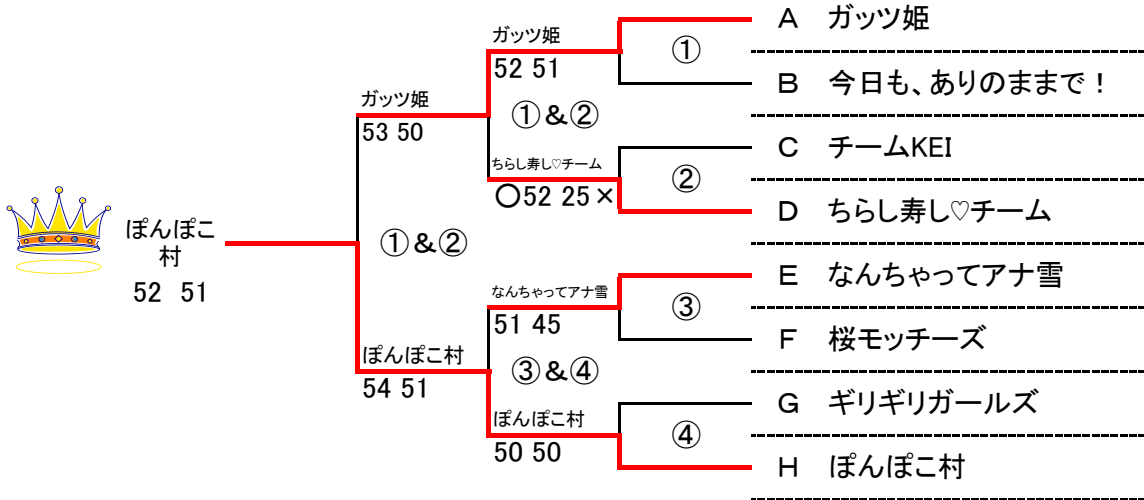 A ガッツ姫
ガッツ姫
①
52 51
B 今日も、ありのままで！
ガッツ姫
①&②
53 50
C チームKEI
ちらし寿し♡チーム
②
〇52 25×
D ちらし寿し♡チーム
ぽんぽこ
村
①&②
52 51
E なんちゃってアナ雪
なんちゃってアナ雪
③
51 45
F 桜モッチーズ
ぽんぽこ村
③&④
54 51
G ギリギリガールズ
ぽんぽこ村
④
50 50
H ぽんぽこ村